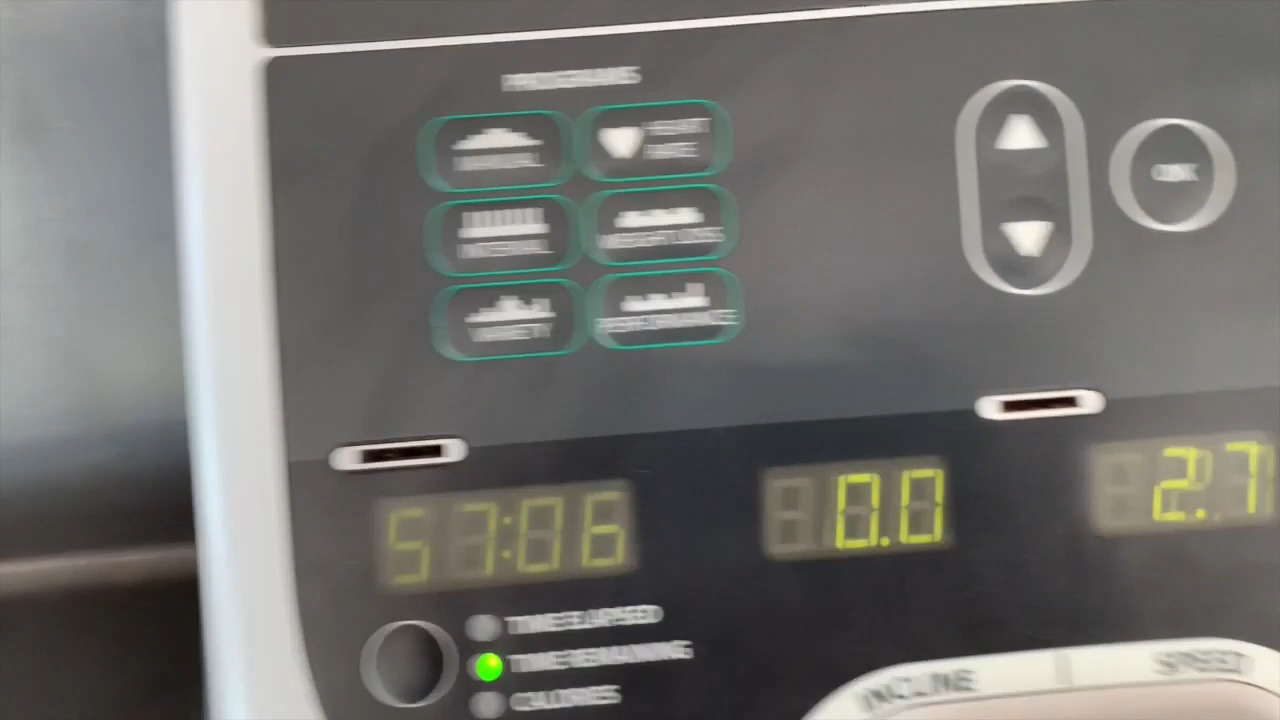 PROGRAMS
MANUAL
HEART
RATE
INTERVAL
WEIGHT LOSS
VARIETY
PERFORMANCE
57:06
0.0
2.7
TIME ELAPSED
TIME REMAINING
CALORIES
INCLINE
SPEED